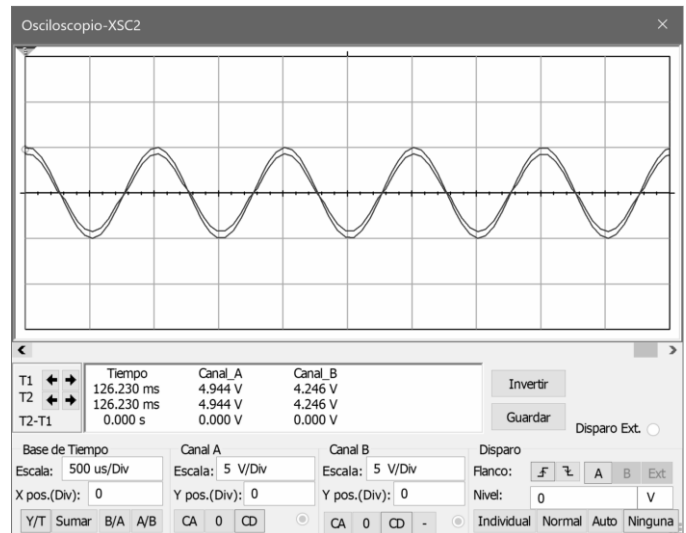 Osciloscopio-XSC2
T1
T2
T2-T1
Tiempo Canal_A Canal_B
126.230 ms 4.944 V 4.246 V
126.230 ms 4.944 V 4.246 V
0.000 s 0.000 V 0.000 V
Invertir
Guardar
Disparo Ext.
Base de Tiempo
Escala: 500 us/Div
X pos.(Div): 0
Y/T Sumar B/A A/B
Canal A
Escala: 5 V/Div
Y pos.(Div): 0
CA 0 CD
Canal B
Escala: 5 V/Div
Y pos.(Div): 0
CA 0 CD -
Disparo
Flanco: A B Ext
Nivel: 0 V
Individual Normal Auto Ninguna